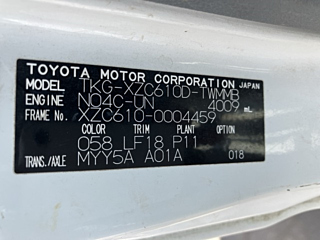 TOYOTA MOTOR CORPORATION JAPAN
MODEL TKG-XZC610D-TWMMB
ENGINE N04C-UN 4009 mL
FRAME No. XZC610-0004459
COLOR TRIM PLANT OPTION
058 LF18 P11
TRANS./AXLE MYY5A A01A 018